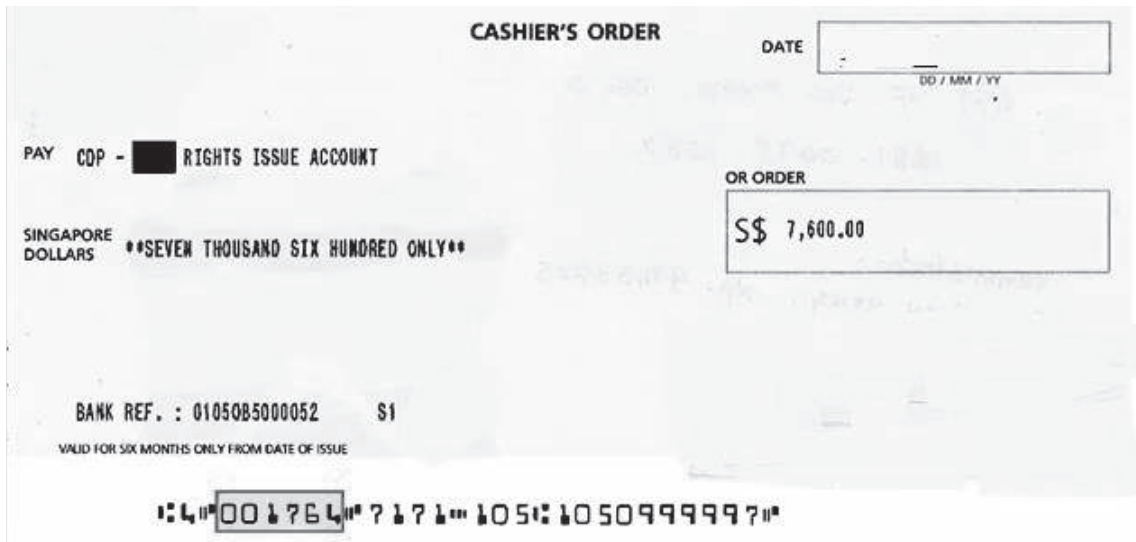 CASHIER'S ORDER
DATE
DD / MM / YY
PAY CDP - RIGHTS ISSUE ACCOUNT
OR ORDER
SINGAPORE DOLLARS **SEVEN THOUSAND SIX HUNDRED ONLY**
S$ 7,600.00
BANK REF. : 01050B5000052 S1
VALID FOR SIX MONTHS ONLY FROM DATE OF ISSUE
⑆4⑈001764⑈7171⑉105⑆1050999997⑈